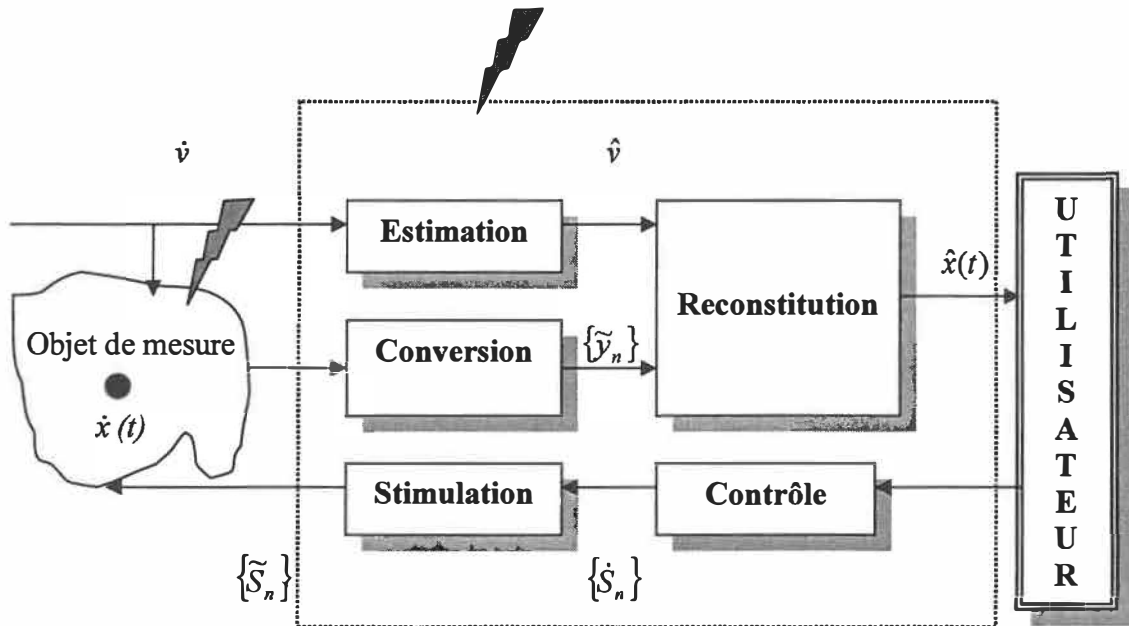 v̇
v̂
Estimation
Reconstitution
x̂(t)
Objet de mesure
ẋ (t)
Conversion
{ỹₙ}
Stimulation
Contrôle
{S̃ₙ}
{Ṡₙ}
UTILISATEUR